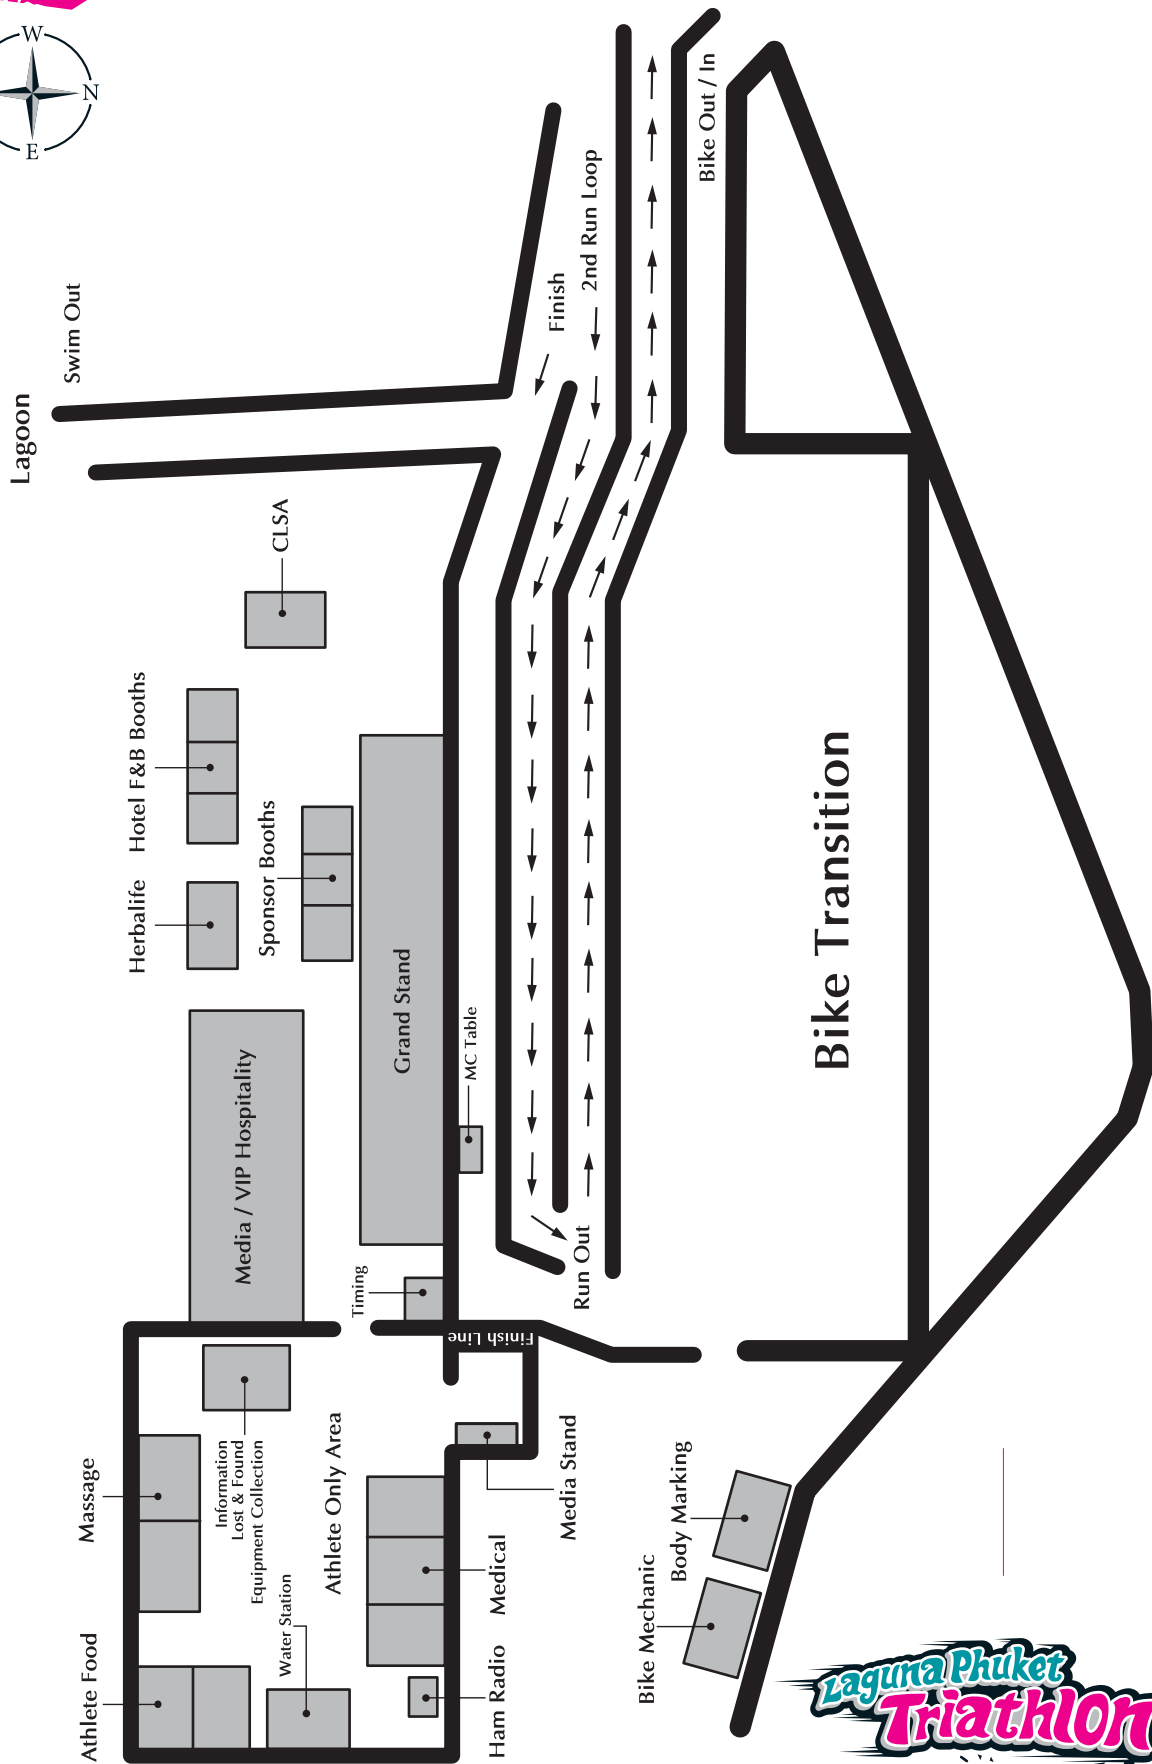 W
N
E
Lagoon
Swim Out
Bike Out / In
2nd Run Loop
Finish
CLSA
Hotel F&B Booths
Herbalife
Sponsor Booths
Grand Stand
Media / VIP Hospitality
MC Table
Timing
Run Out
Finish Line
Bike Transition
Massage
Information
Lost & Found
Equipment Collection
Athlete Only Area
Media Stand
Medical
Water Station
Athlete Food
Ham Radio
Body Marking
Bike Mechanic
Laguna Phuket
Triathlon